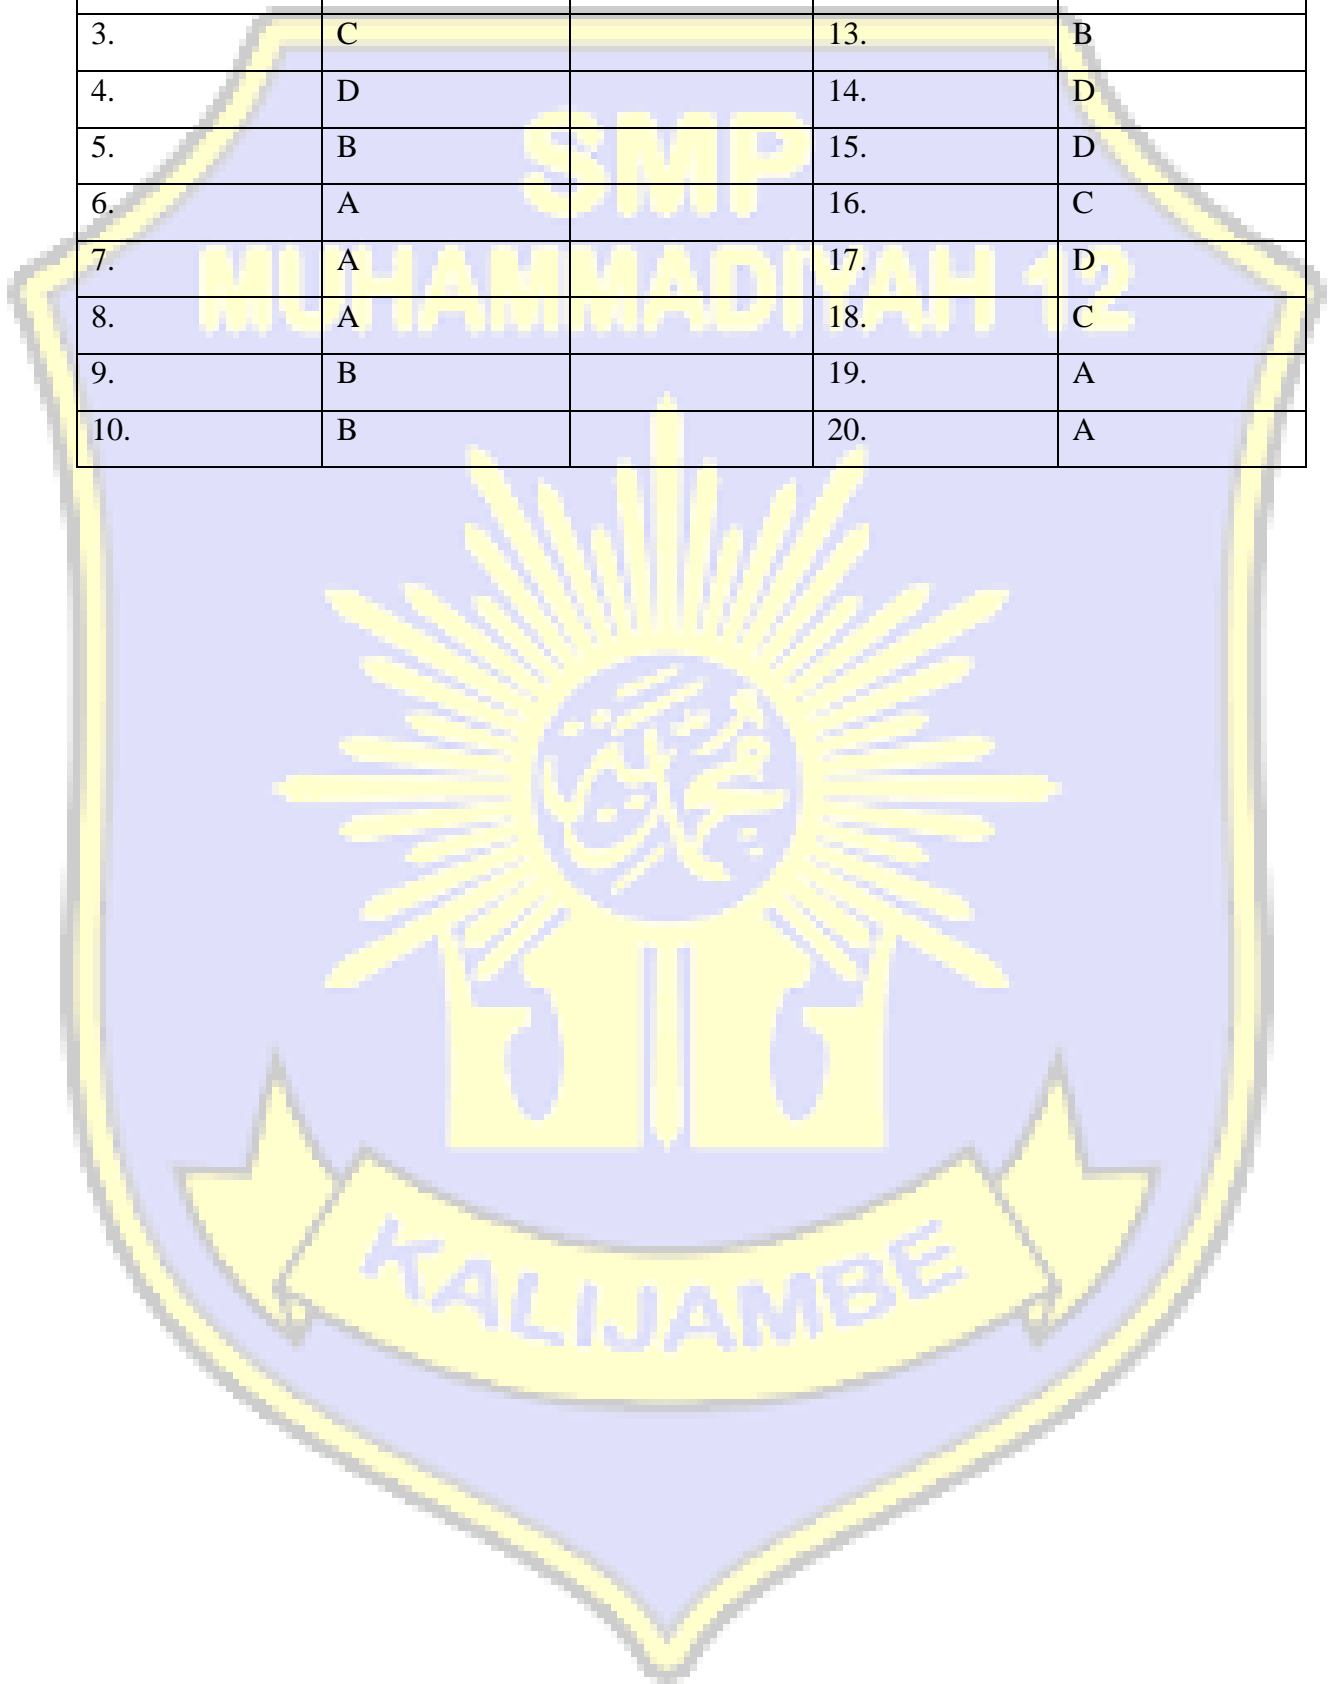 3. C 13. B
4. D 14. D
SMP
5. B 15. D
6. A 16. C
MUHAMMADIYAH 12
7. A 17. D
8. A 18. C
9. B 19. A
10. B 20. A
KALIJAMBE